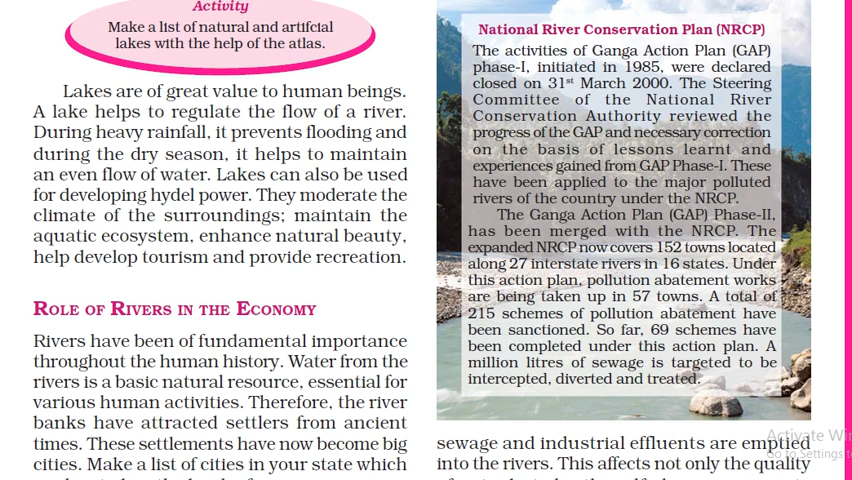 Activity
Make a list of natural and artifcial
lakes with the help of the atlas.
Lakes are of great value to human beings.
A lake helps to regulate the flow of a river.
During heavy rainfall, it prevents flooding and
during the dry season, it helps to maintain
an even flow of water. Lakes can also be used
for developing hydel power. They moderate the
climate of the surroundings; maintain the
aquatic ecosystem, enhance natural beauty,
help develop tourism and provide recreation.
ROLE OF RIVERS IN THE ECONOMY
Rivers have been of fundamental importance
throughout the human history. Water from the
rivers is a basic natural resource, essential for
various human activities. Therefore, the river
banks have attracted settlers from ancient
times. These settlements have now become big
cities. Make a list of cities in your state which
National River Conservation Plan (NRCP)
The activities of Ganga Action Plan (GAP)
phase-I, initiated in 1985, were declared
closed on 31st March 2000. The Steering
Committee of the National River
Conservation Authority reviewed the
progress of the GAP and necessary correction
on the basis of lessons learnt and
experiences gained from GAP Phase-I. These
have been applied to the major polluted
rivers of the country under the NRCP.
The Ganga Action Plan (GAP) Phase-II,
has been merged with the NRCP. The
expanded NRCP now covers 152 towns located
along 27 interstate rivers in 16 states. Under
this action plan, pollution abatement works
are being taken up in 57 towns. A total of
215 schemes of pollution abatement have
been sanctioned. So far, 69 schemes have
been completed under this action plan. A
million litres of sewage is targeted to be
intercepted, diverted and treated.
sewage and industrial effluents are emptied
into the rivers. This affects not only the quality
Activate Wi
Go to Settings to